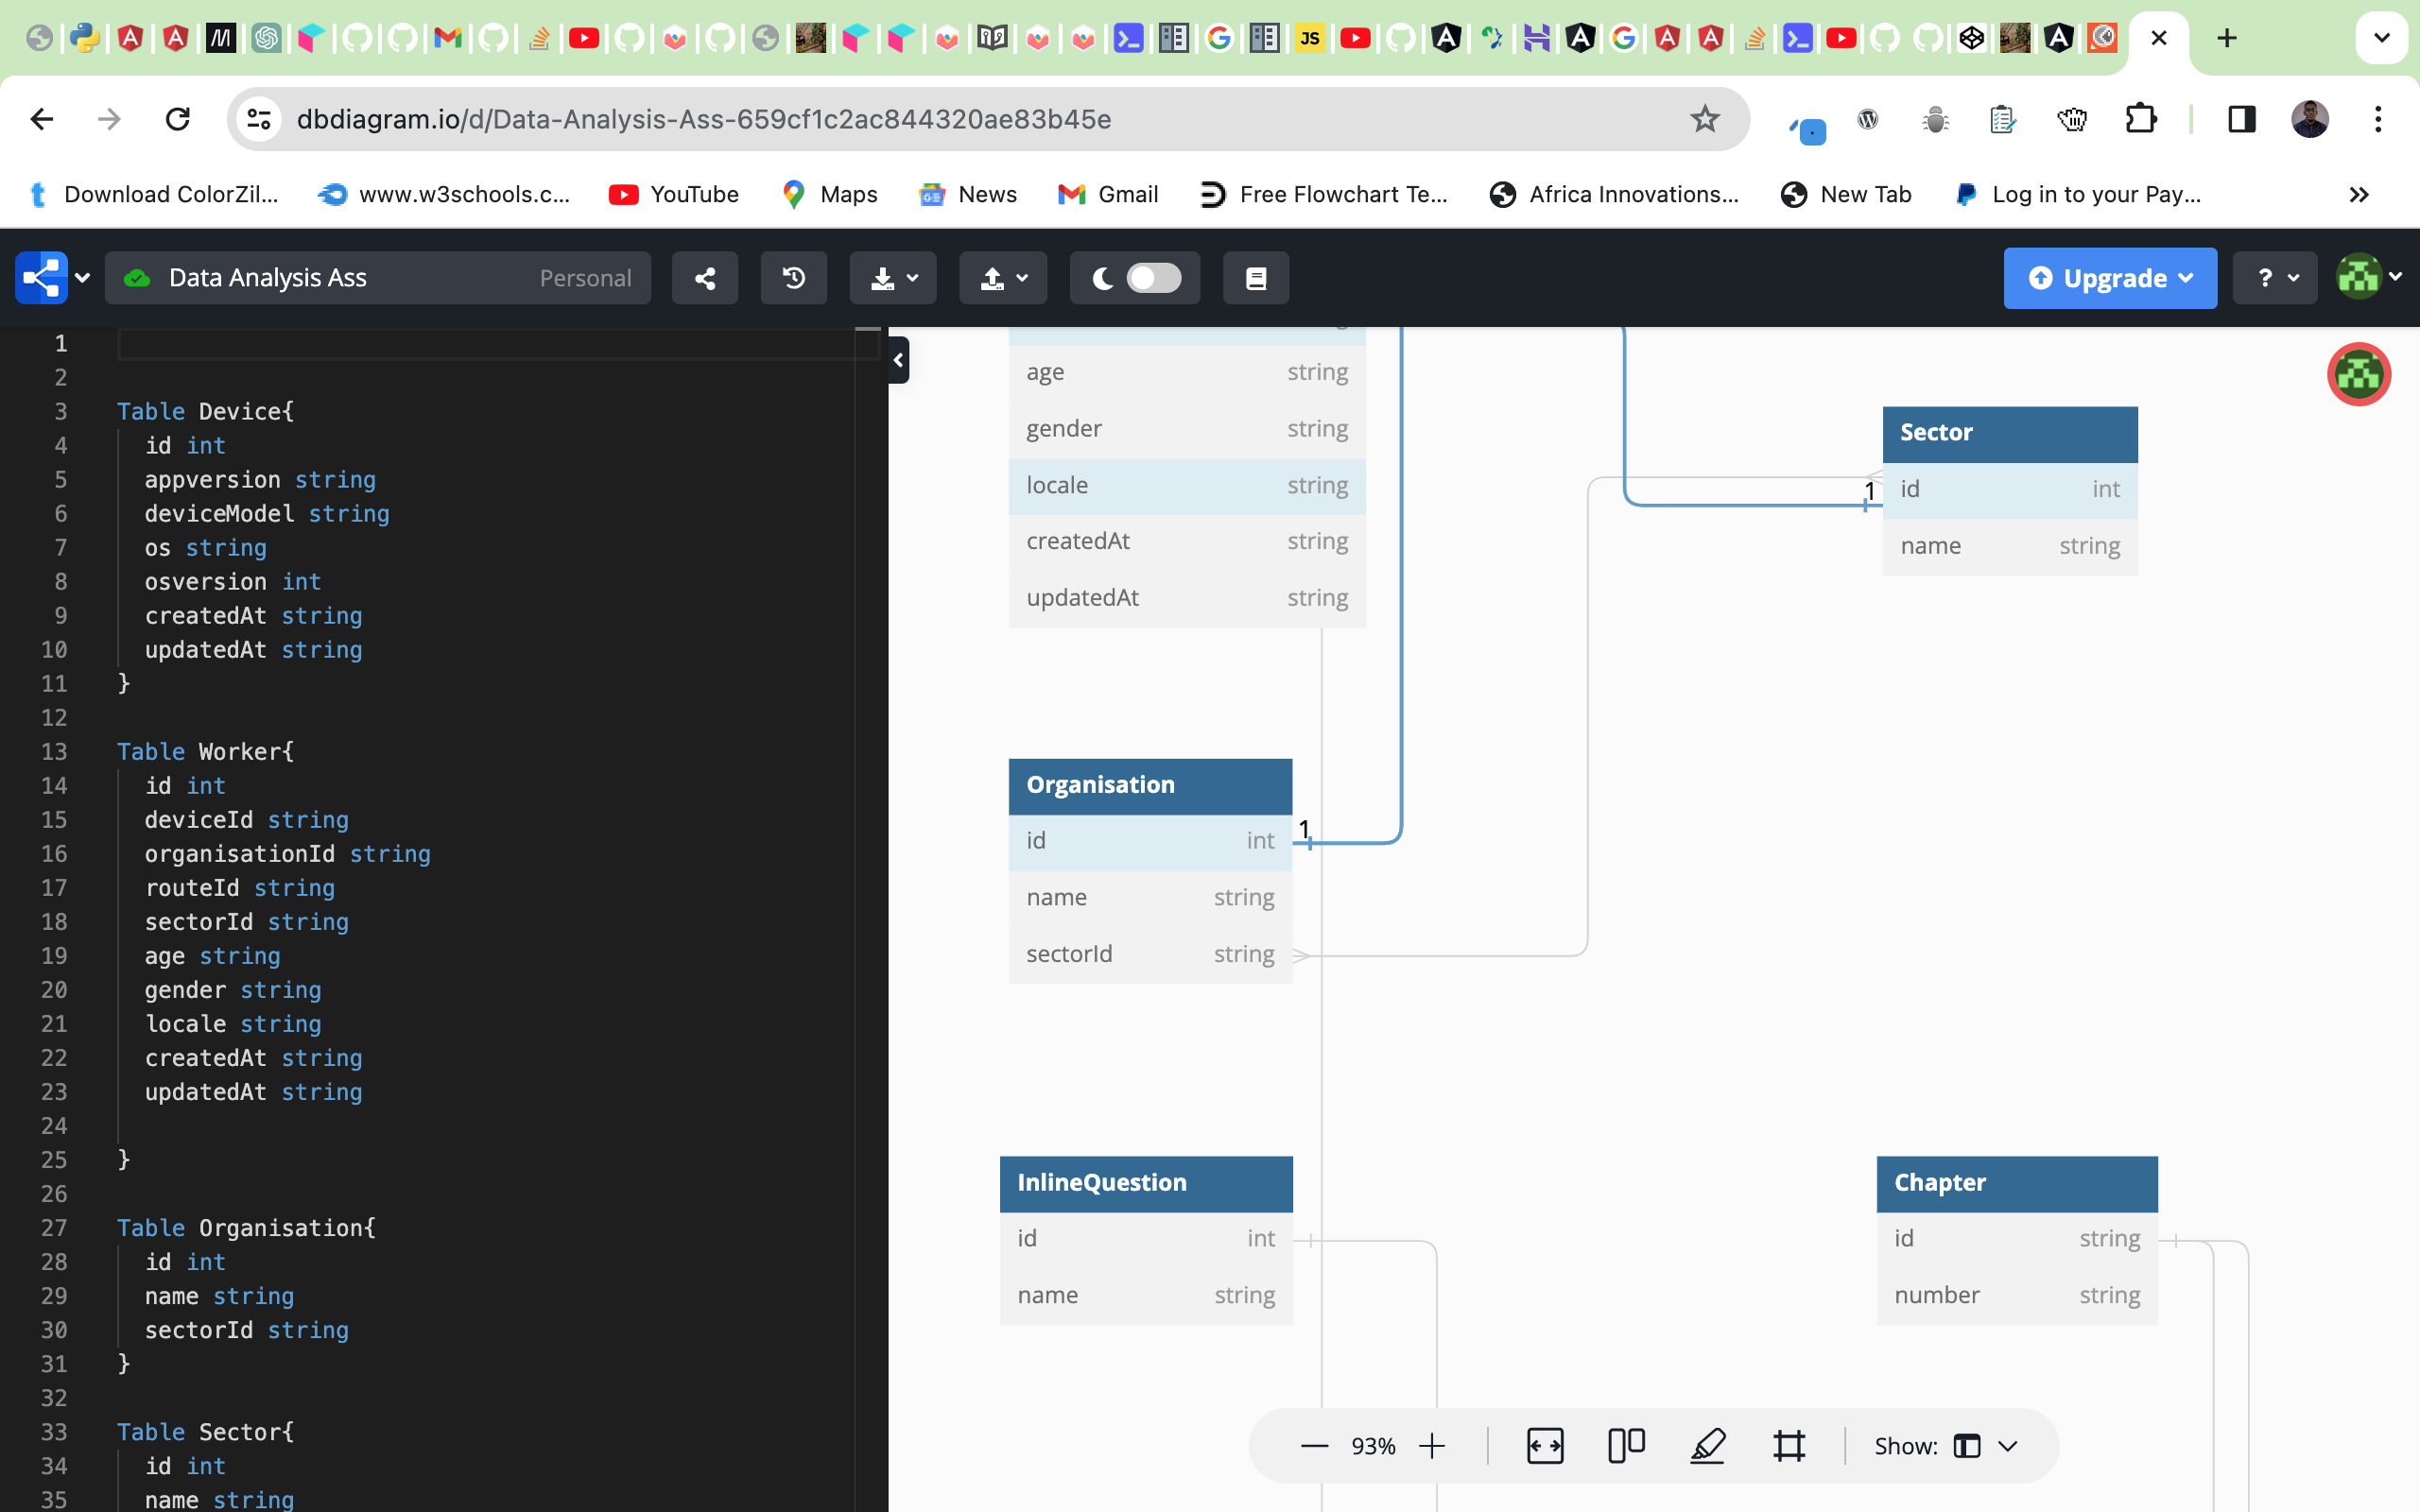 JS
dbdiagram.io/d/Data-Analysis-Ass-659cf1c2ac844320ae83b45e
Download ColorZil...
www.w3schools.c...
YouTube
Maps
News
Gmail
Free Flowchart Te...
Africa Innovations...
New Tab
Log in to your Pay...
Data Analysis Ass
Personal
Upgrade
?
1
2
3 Table Device{
4 id int
5 appversion string
6 deviceModel string
7 os string
8 osversion int
9 createdAt string
10 updatedAt string
11 }
12
13 Table Worker{
14 id int
15 deviceId string
16 organisationId string
17 routeId string
18 sectorId string
19 age string
20 gender string
21 locale string
22 createdAt string
23 updatedAt string
24
25 }
26
27 Table Organisation{
28 id int
29 name string
30 sectorId string
31 }
32
33 Table Sector{
34 id int
35 name string
age string
gender string
locale string
createdAt string
updatedAt string
Sector
1
id int
name string
Organisation
id int
1
name string
sectorId string
InlineQuestion
id int
name string
Chapter
id string
number string
93%
Show: